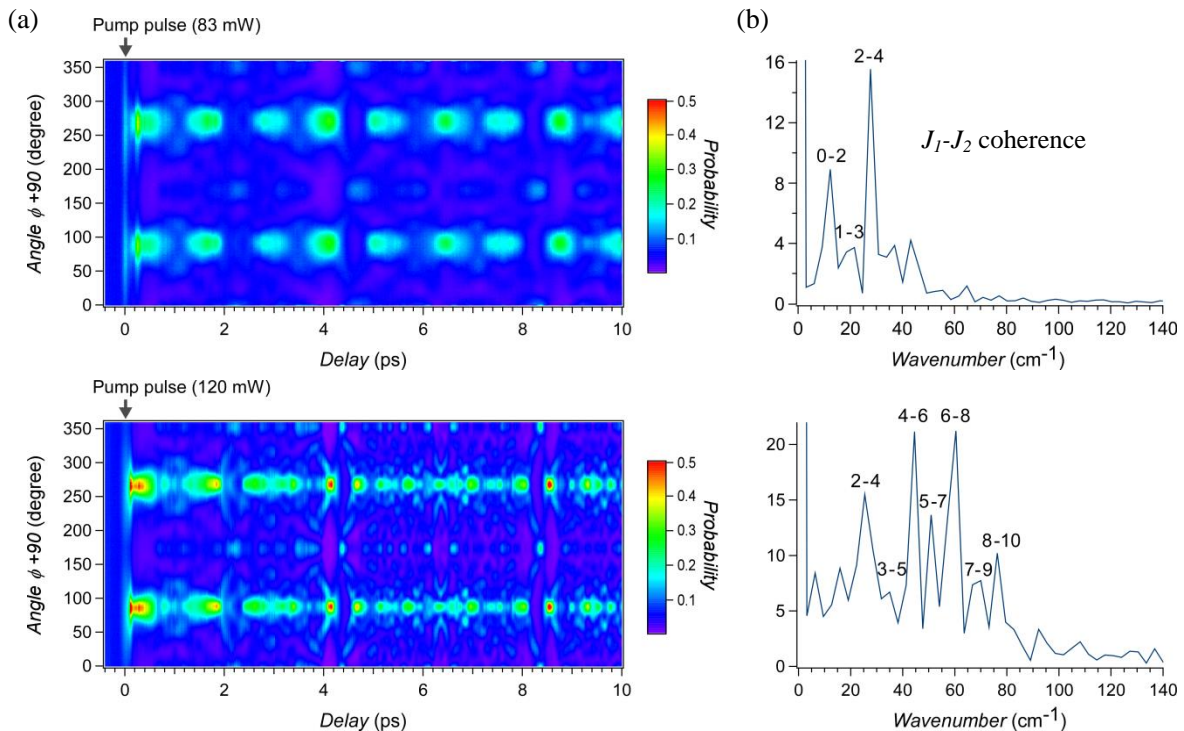 (a)
Pump pulse (83 mW)
350
300
250
200
150
100
50
0
Angle ϕ +90 (degree)
0 2 4 6 8 10
Delay (ps)
0.5
0.4
0.3
0.2
0.1
Probability
(b)
16
12
8
4
0
2-4
0-2
1-3
J1-J2 coherence
0 20 40 60 80 100 120 140
Wavenumber (cm-1)
Pump pulse (120 mW)
350
300
250
200
150
100
50
0
Angle ϕ +90 (degree)
0 2 4 6 8 10
Delay (ps)
0.5
0.4
0.3
0.2
0.1
Probability
20
15
10
5
0
4-6 6-8
2-4
5-7
3-5
7-9
8-10
0 20 40 60 80 100 120 140
Wavenumber (cm-1)